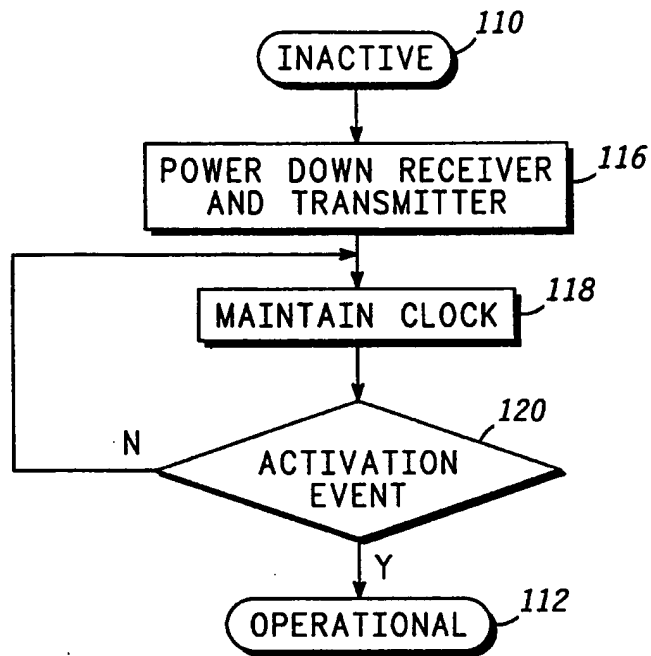 110
INACTIVE
POWER DOWN RECEIVER
AND TRANSMITTER
116
MAINTAIN CLOCK
118
120
N
ACTIVATION
EVENT
Y
OPERATIONAL
112